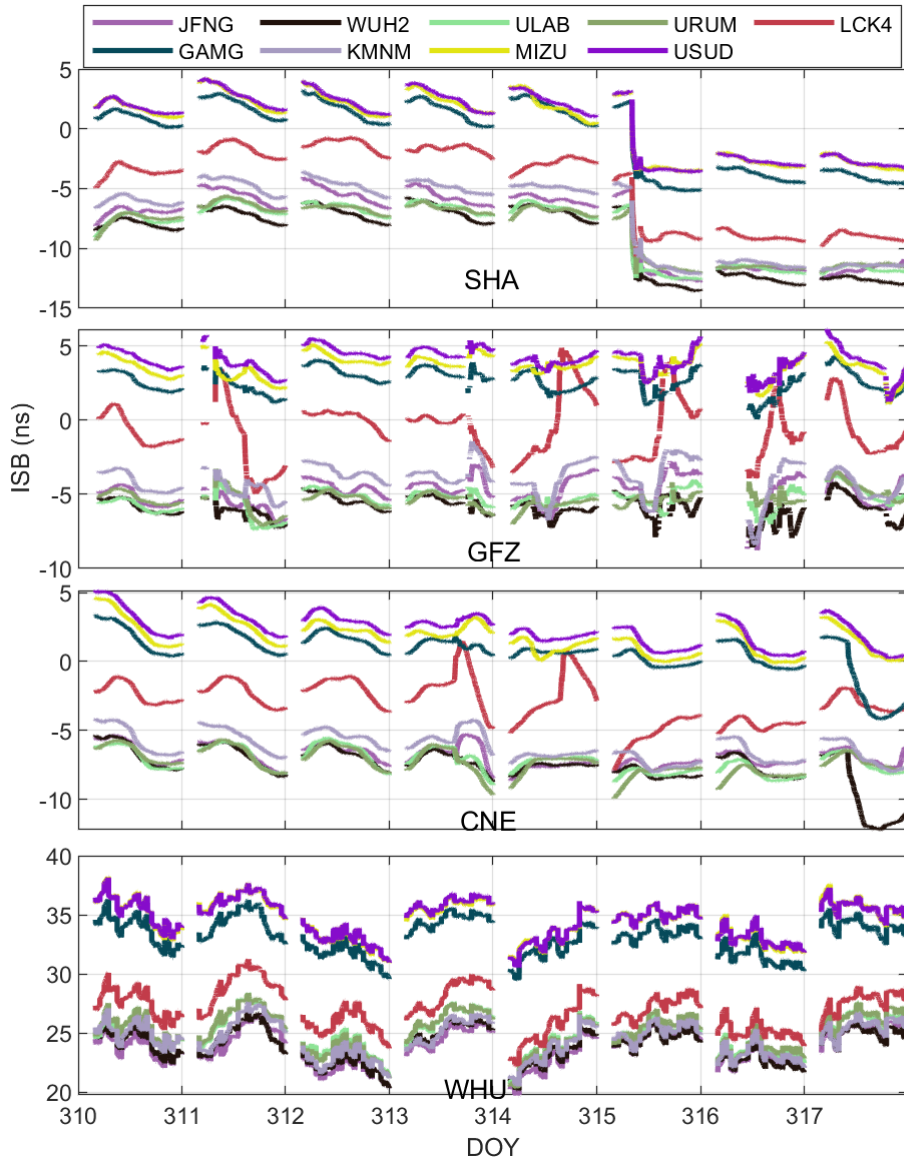 JFNG WUH2 ULAB URUM LCK4
GAMG KMNM MIZU USUD
5
0
-5
-10
-15
SHA
5
0
-5
-10
GFZ
ISB (ns)
5
0
-5
-10
CNE
40
35
30
25
20
WHU
310 311 312 313 314 315 316 317
DOY